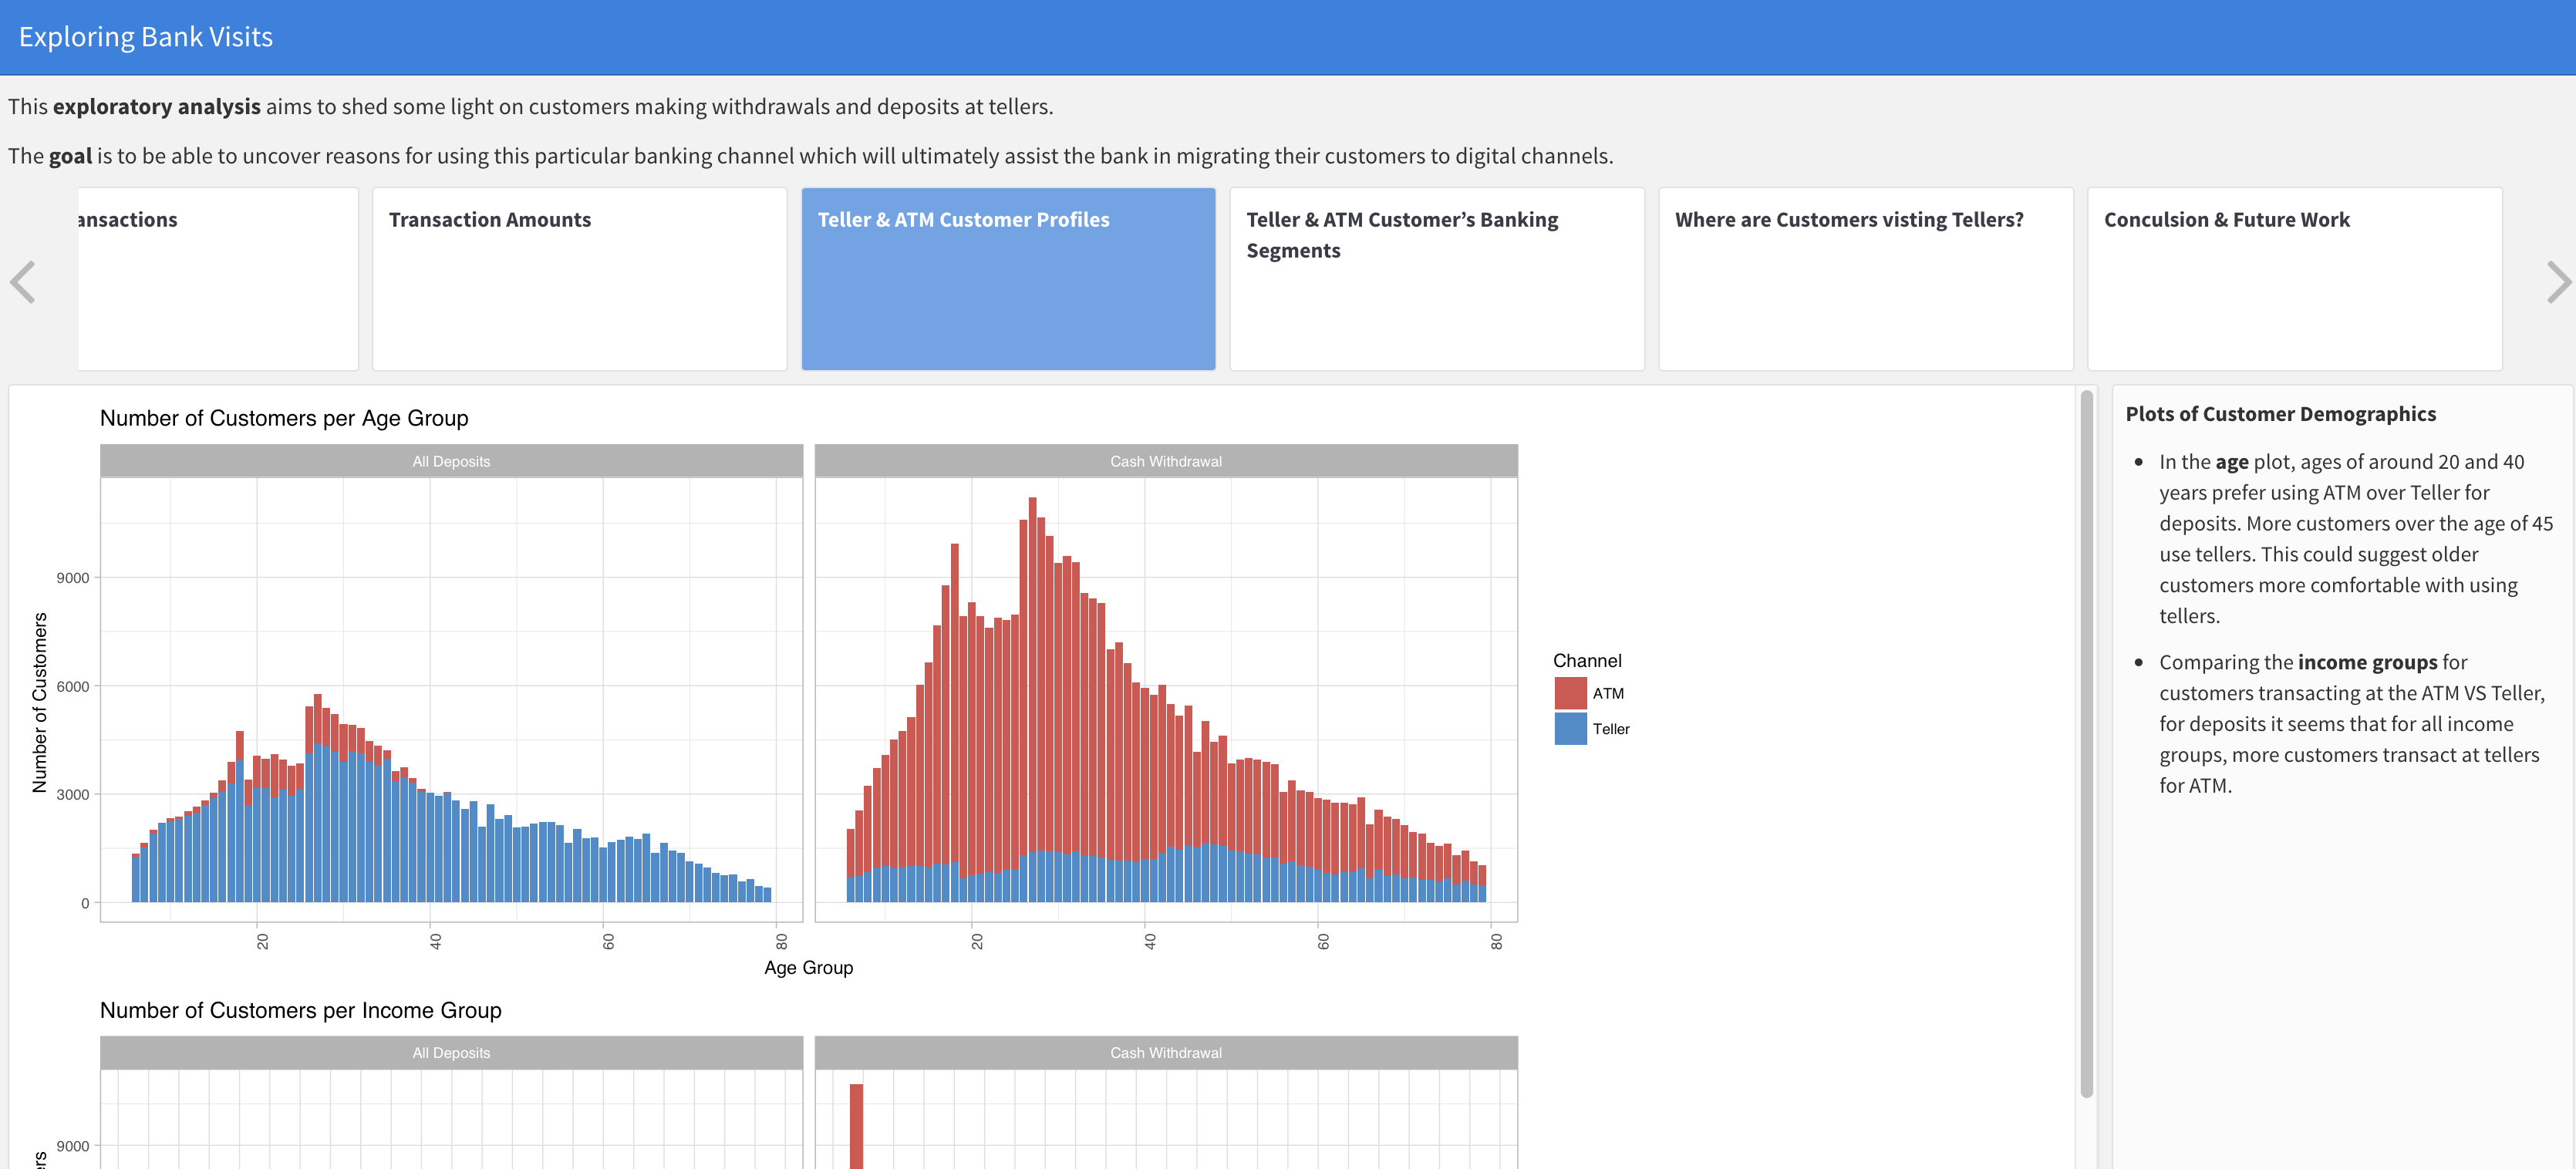 Exploring Bank Visits
This exploratory analysis aims to shed some light on customers making withdrawals and deposits at tellers.
The goal is to be able to uncover reasons for using this particular banking channel which will ultimately assist the bank in migrating their customers to digital channels.
ansactions
Transaction Amounts
Teller & ATM Customer Profiles
Teller & ATM Customer’s Banking
Segments
Where are Customers visting Tellers?
Conculsion & Future Work
Number of Customers per Age Group
All Deposits
Cash Withdrawal
9000
6000
3000
0
Number of Customers
20
40
60
80
20
40
60
80
Age Group
Channel
ATM
Teller
Number of Customers per Income Group
All Deposits
Cash Withdrawal
9000
ers
Plots of Customer Demographics
In the age plot, ages of around 20 and 40
years prefer using ATM over Teller for
deposits. More customers over the age of 45
use tellers. This could suggest older
customers more comfortable with using
tellers.
Comparing the income groups for
customers transacting at the ATM VS Teller,
for deposits it seems that for all income
groups, more customers transact at tellers
for ATM.